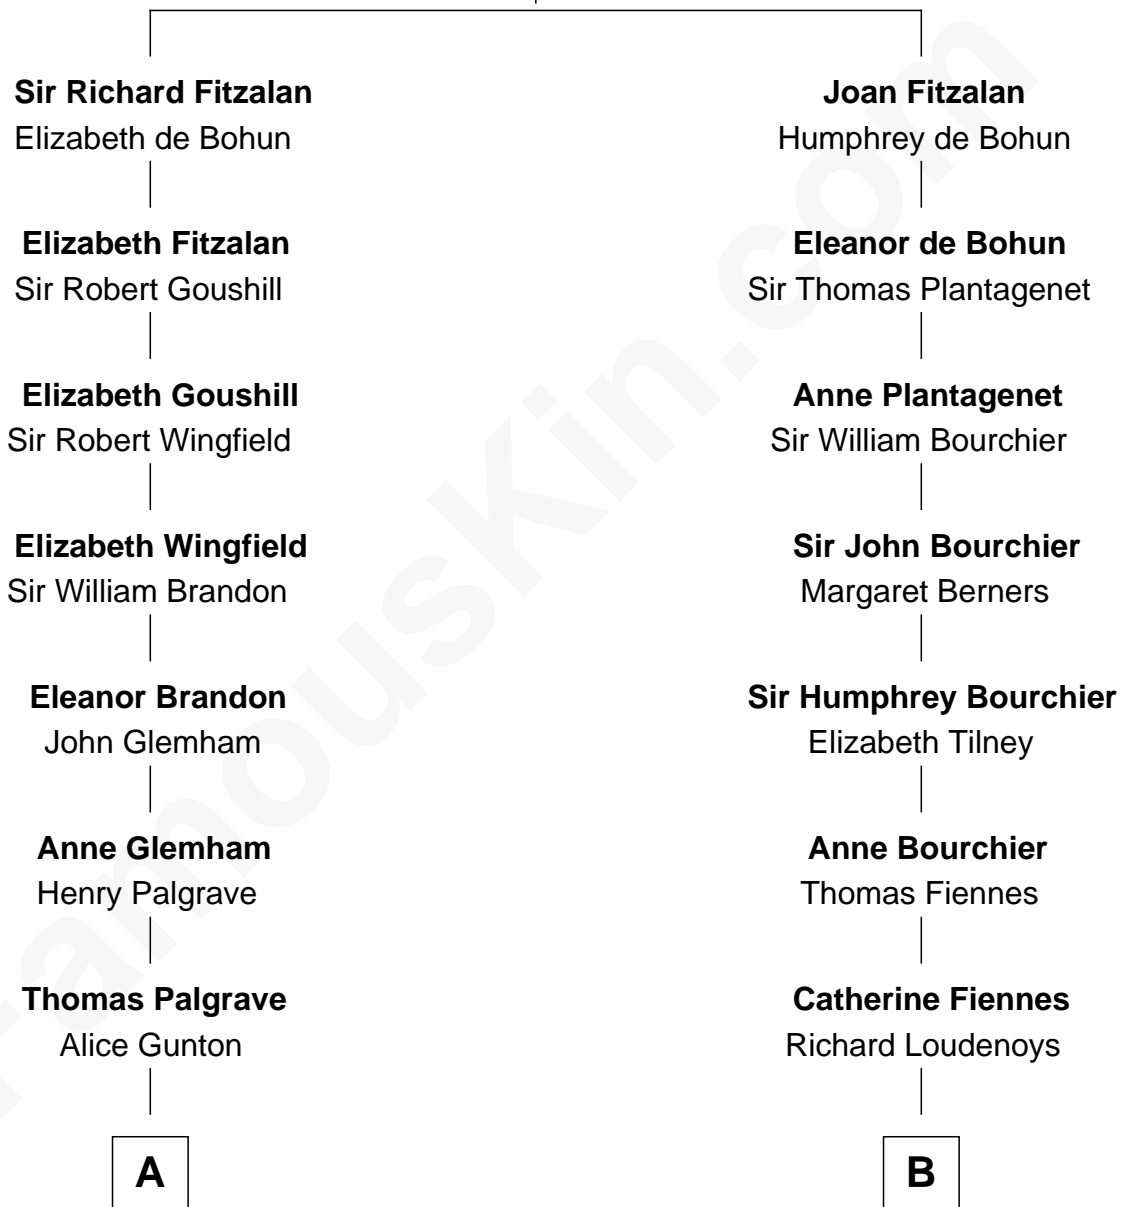 Sir Richard Fitzalan
Elizabeth de Bohun
Elizabeth Fitzalan
Sir Robert Goushill
Elizabeth Goushill
Sir Robert Wingfield
Elizabeth Wingfield
Sir William Brandon
Eleanor Brandon
John Glemham
Anne Glemham
Henry Palgrave
Thomas Palgrave
Alice Gunton
A
Joan Fitzalan
Humphrey de Bohun
Eleanor de Bohun
Sir Thomas Plantagenet
Anne Plantagenet
Sir William Bourchier
Sir John Bourchier
Margaret Berners
Sir Humphrey Bourchier
Elizabeth Tilney
Anne Bourchier
Thomas Fiennes
Catherine Fiennes
Richard Loudenoys
B
FamousKin.com